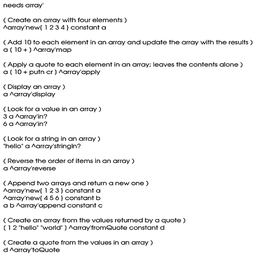 needs array'
( Create an array with four elements )
^array'new{ 1 2 3 4 } constant a
( Add 10 to each element in an array and update the array with the results )
a { 10 + } ^array'map
( Apply a quote to each element in an array; leaves the contents alone )
a { 10 + putn cr } ^array'apply
( Display an array )
a ^array'display
( Look for a value in an array )
3 a ^array'in?
6 a ^array'in?
( Look for a string in an array )
"hello" a ^array'stringIn?
( Reverse the order of items in an array )
a ^array'reverse
( Append two arrays and return a new one )
^array'new{ 1 2 3 } constant a
^array'new{ 4 5 6 } constant b
a b ^array'append constant c
( Create an array from the values returned by a quote )
[ 1 2 "hello" "world" ] ^array'fromQuote constant d
( Create a quote from the values in an array )
d ^array'toQuote